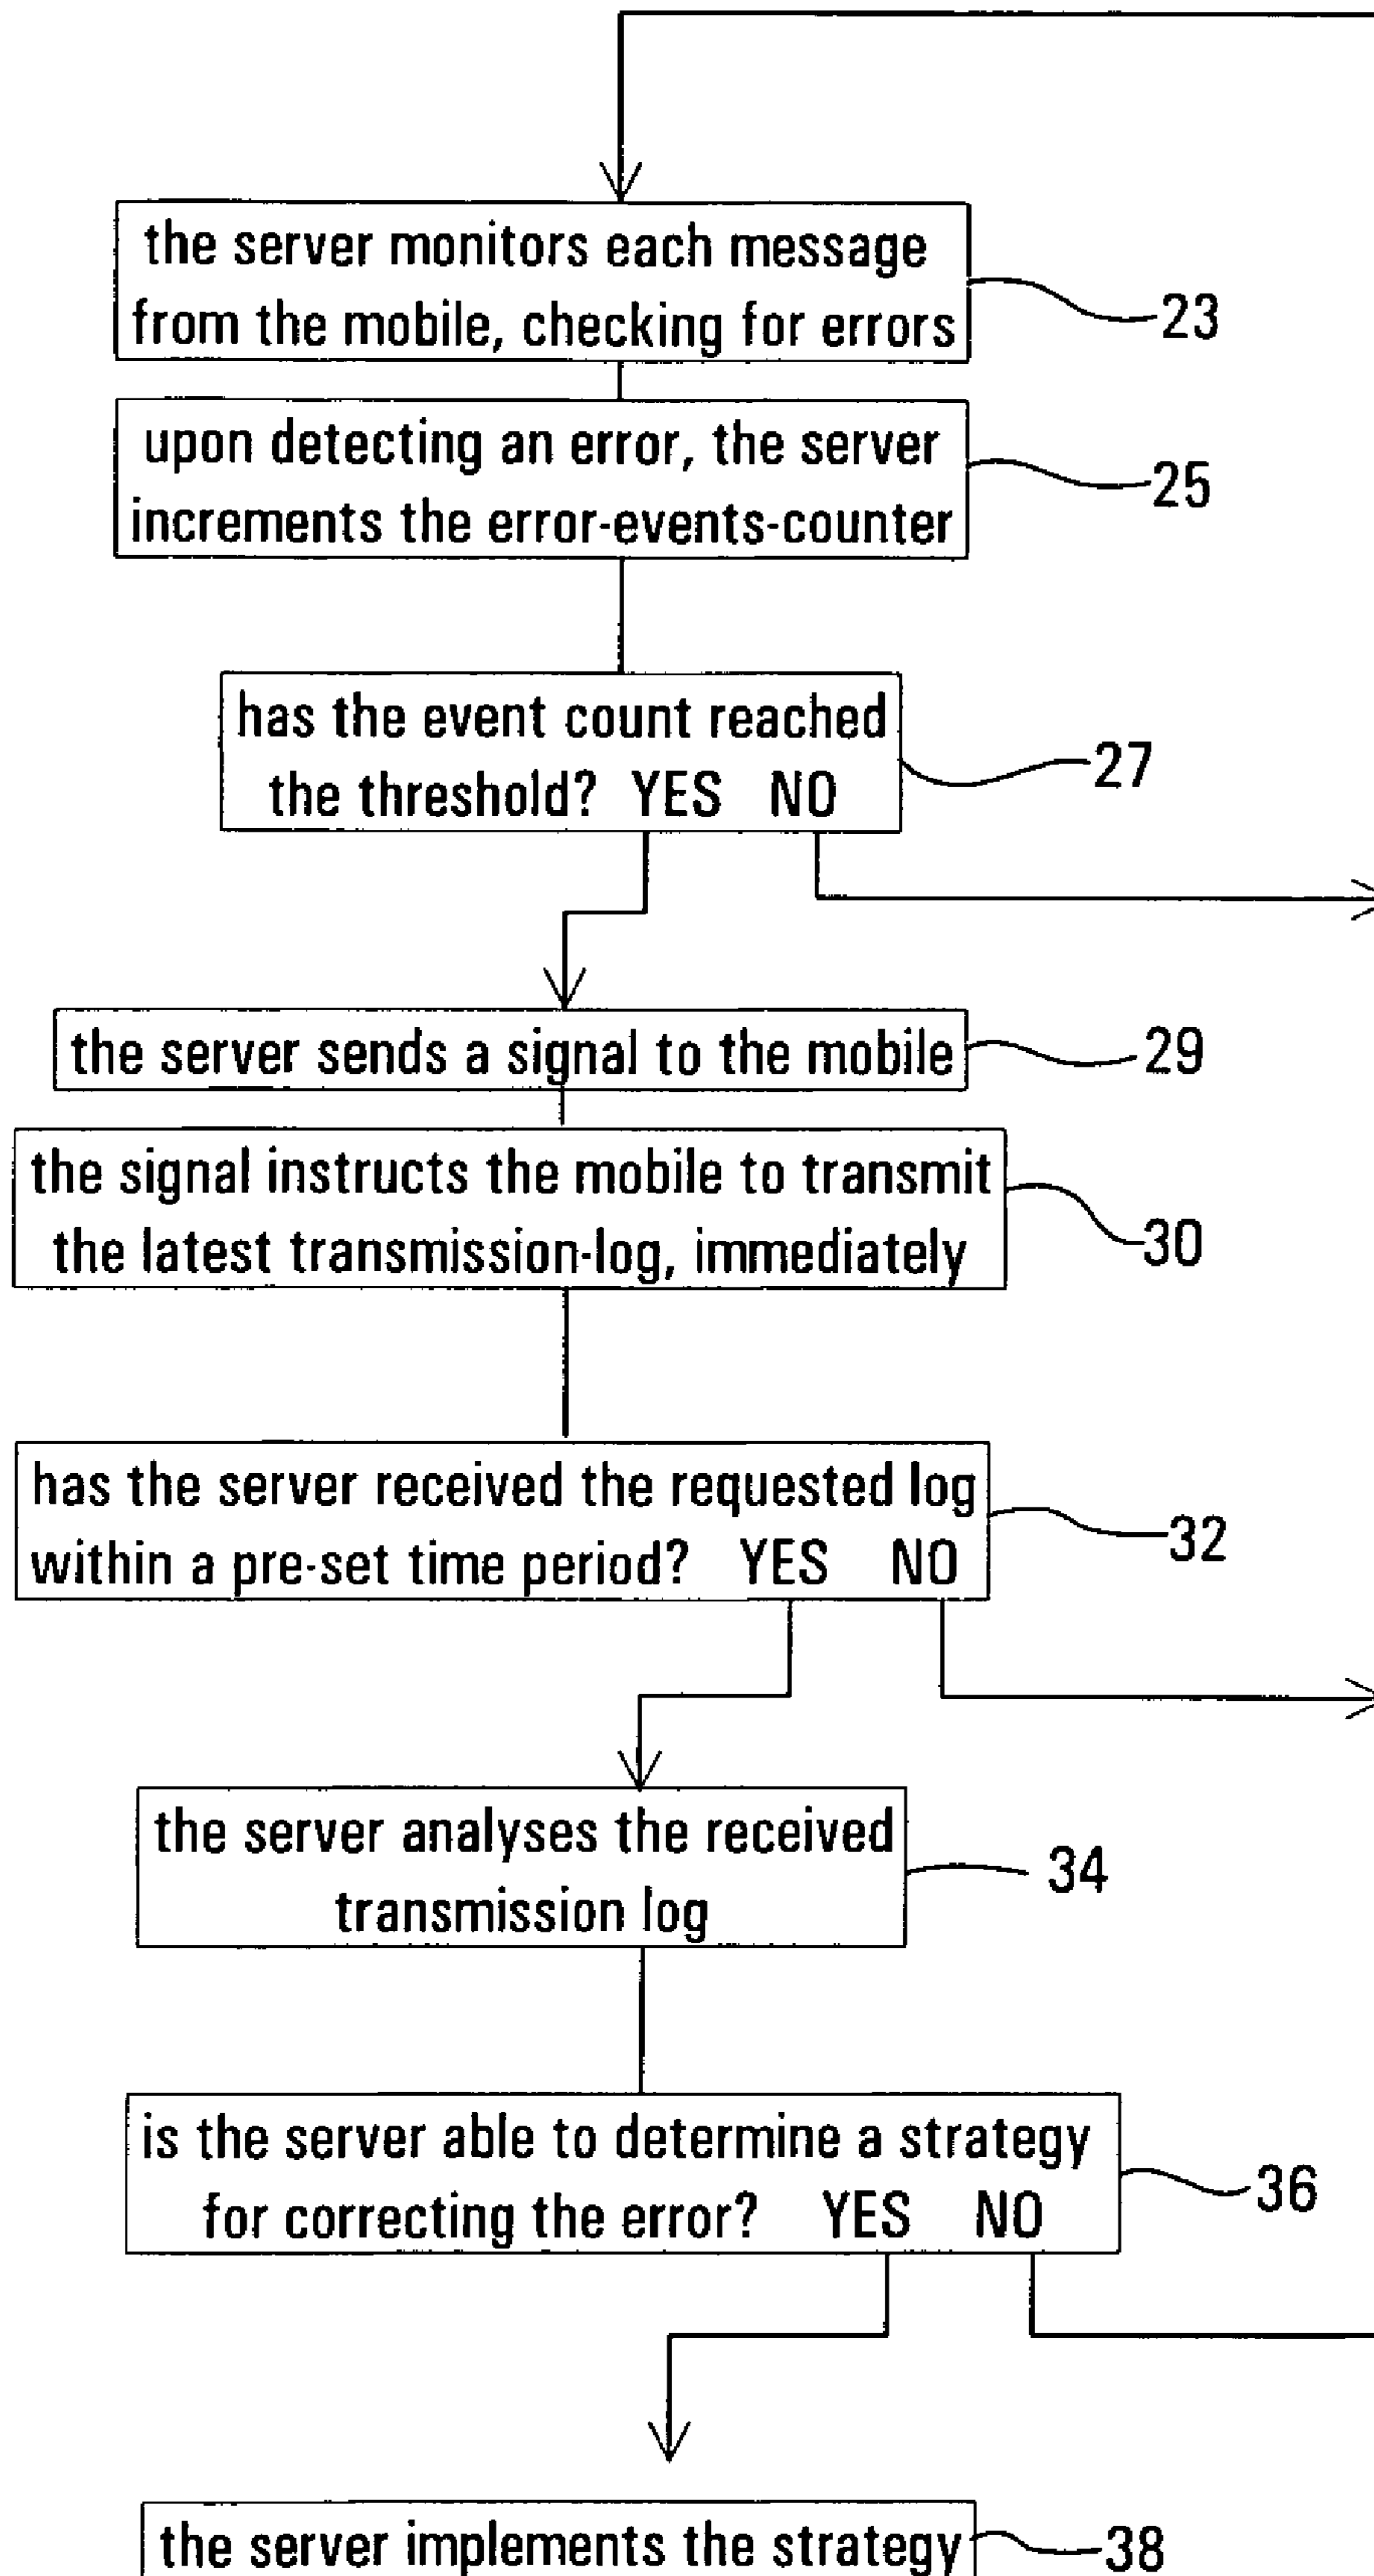 the server monitors each message
from the mobile, checking for errors
23
upon detecting an error, the server
increments the error-events-counter
25
has the event count reached
the threshold? YES NO
27
the server sends a signal to the mobile
29
the signal instructs the mobile to transmit
the latest transmission-log, immediately
30
has the server received the requested log
within a pre-set time period? YES NO
32
the server analyses the received
transmission log
34
is the server able to determine a strategy
for correcting the error? YES NO
36
the server implements the strategy
38